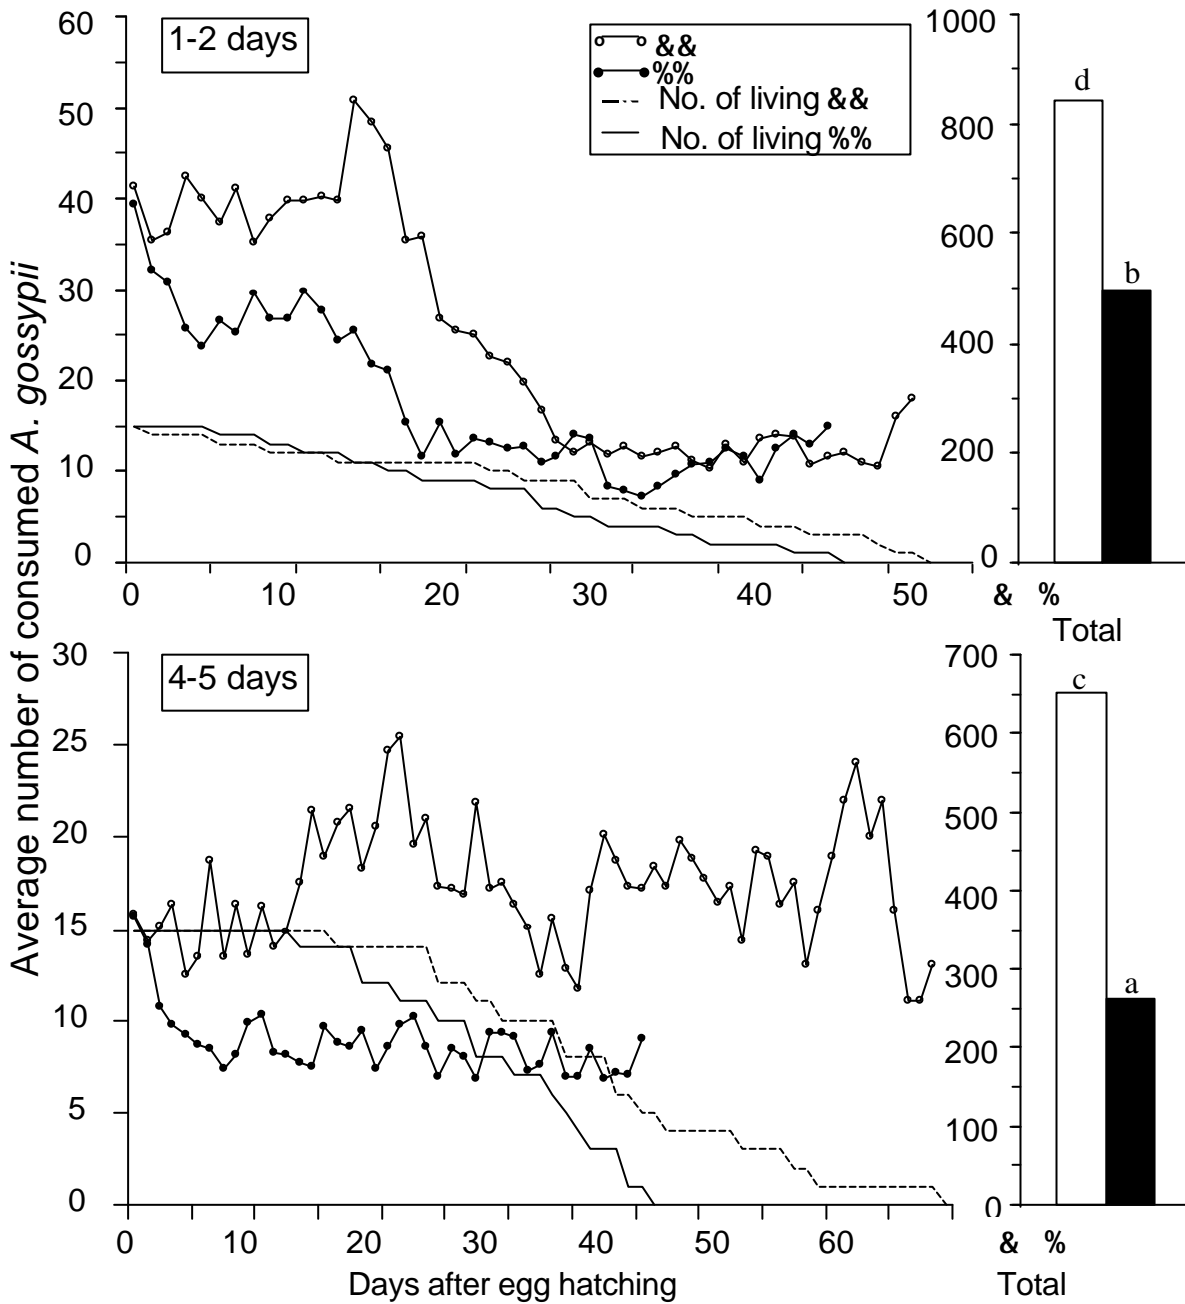 Average number of consumed A. gossypii
1-2 days
60
50
40
30
20
10
0
&&
%%
No. of living &&
No. of living %%
0 10 20 30 40 50
1000
800
600
400
200
0
d
b
& %
Total
4-5 days
30
25
20
15
10
5
0
0 10 20 30 40 50 60
Days after egg hatching
700
600
500
400
300
200
100
0
c
a
& %
Total